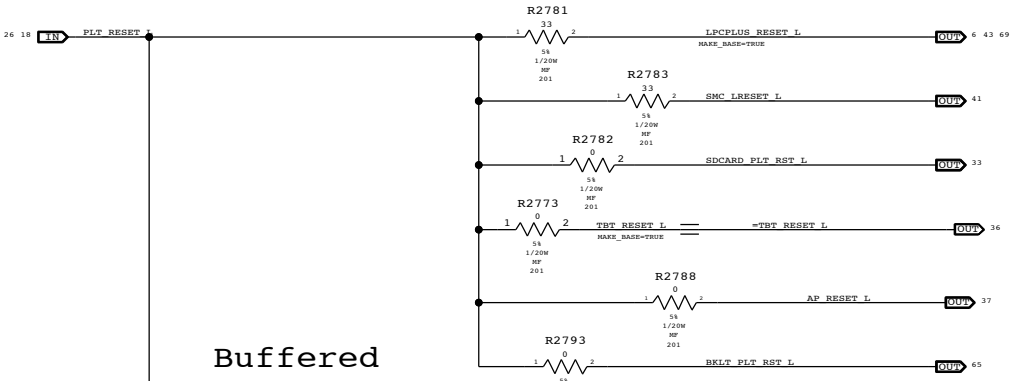 R2781
33
26 18 IN PLT_RESET_L 1 2 LPCPLUS_RESET_L OUT 6 43 69
5% MAKE_BASE=TRUE
1/20W
MF
201
R2783
33
1 2 SMC_LRESET_L OUT 41
5%
1/20W
MF
201
R2782
0
1 2 SDCARD_PLT_RST_L OUT 33
5%
1/20W
MF
201
R2773
0
1 2 TBT_RESET_L =TBT_RESET_L OUT 36
5% MAKE_BASE=TRUE
1/20W
MF
201
R2788
0
1 2 AP_RESET_L OUT 37
5%
1/20W
MF
201
R2793
Buffered
0
1 2 BKLT_PLT_RST_L OUT 65
5%